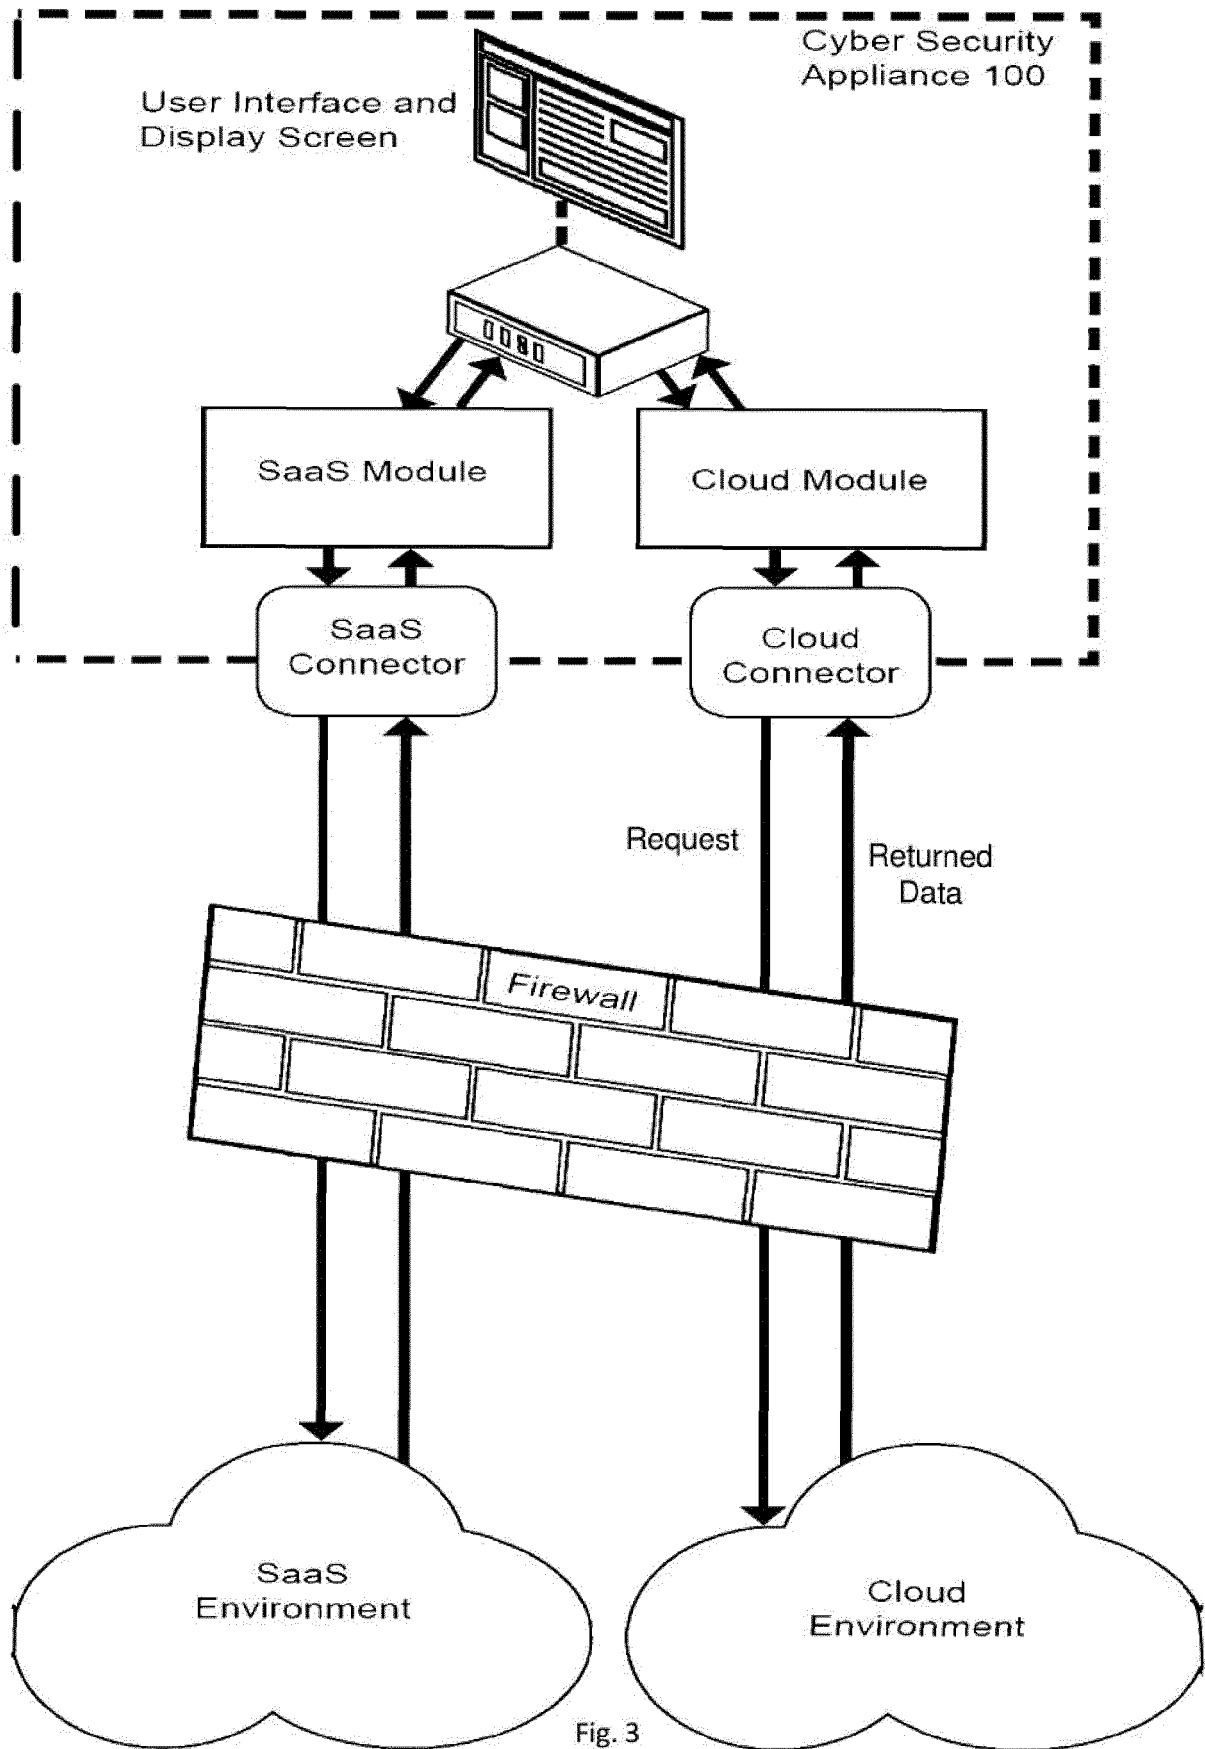 Cyber Security
Appliance 100
User Interface and
Display Screen
SaaS Module
Cloud Module
SaaS
Connector
Cloud
Connector
Request
Returned
Data
Firewall
SaaS
Environment
Cloud
Environment
Fig. 3